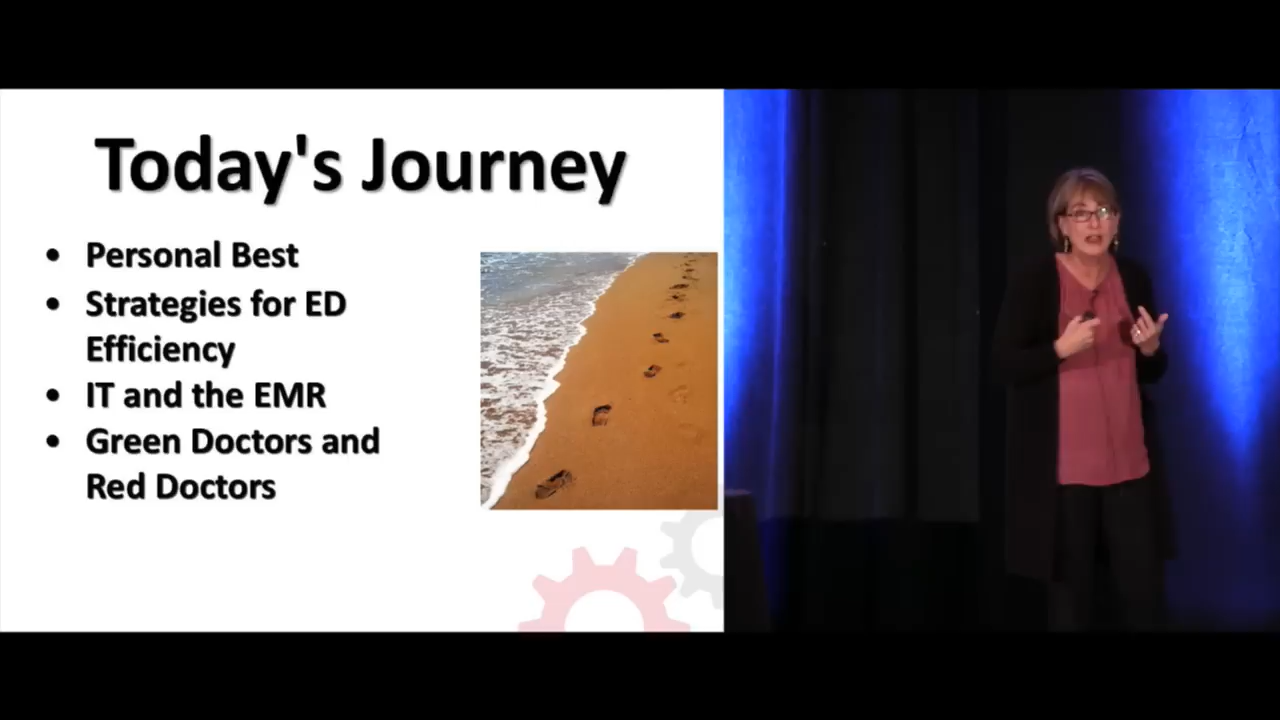 Today's Journey
• Personal Best
• Strategies for ED
Efficiency
• IT and the EMR
• Green Doctors and
Red Doctors